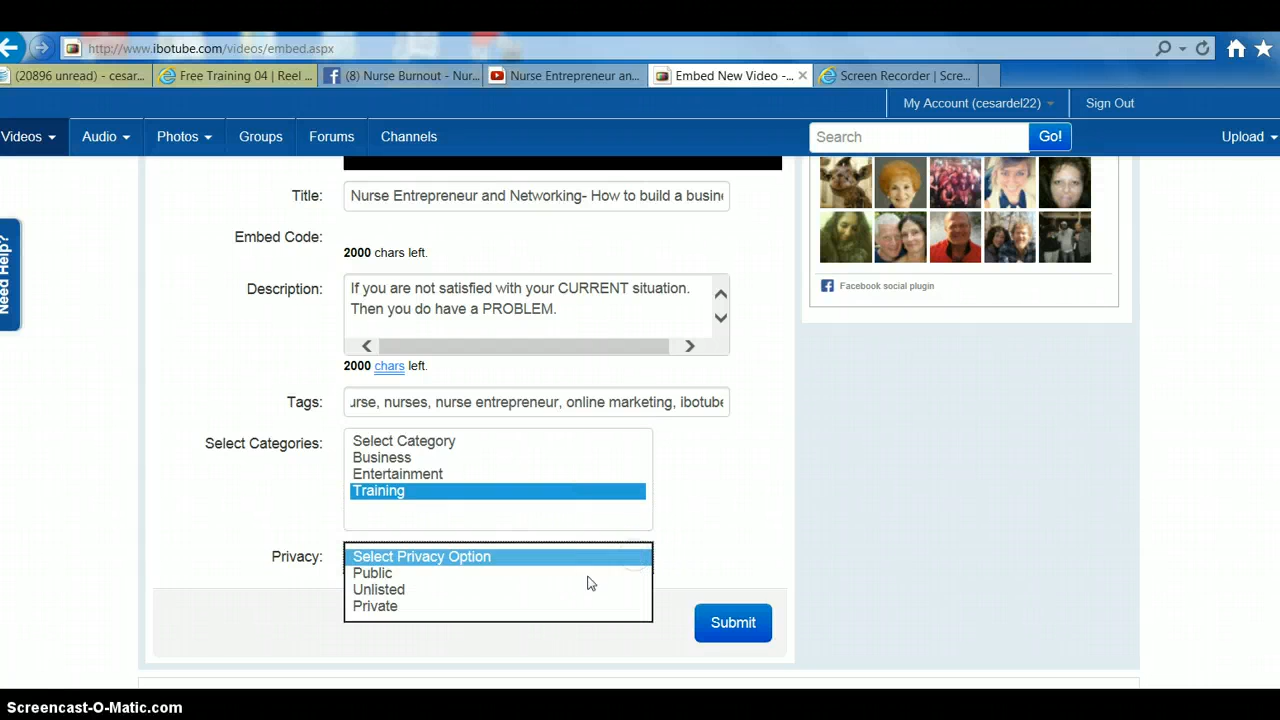 http://www.ibotube.com/videos/embed.aspx
(20896 unread) - cesar...
Free Training 04 | Reel ...
(8) Nurse Burnout - Nur...
Nurse Entrepreneur an...
Embed New Video -...
Screen Recorder | Scre...
My Account (cesardel22)
Sign Out
Videos
Audio
Photos
Groups
Forums
Channels
Search
Go!
Upload
Need Help?
Title:
Nurse Entrepreneur and Networking- How to build a busin
Embed Code:
2000 chars left.
Description:
If you are not satisfied with your CURRENT situation.
Then you do have a PROBLEM.
2000 chars left.
Tags:
urse, nurses, nurse entrepreneur, online marketing, ibotube
Select Categories:
Select Category
Business
Entertainment
Training
Privacy:
Select Privacy Option
Public
Unlisted
Private
Submit
Facebook social plugin
Screencast-O-Matic.com